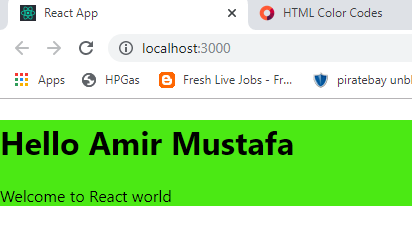 React App
HTML Color Codes
localhost:3000
Apps HPGas Fresh Live Jobs - Fr... piratebay unb
Hello Amir Mustafa
Welcome to React world